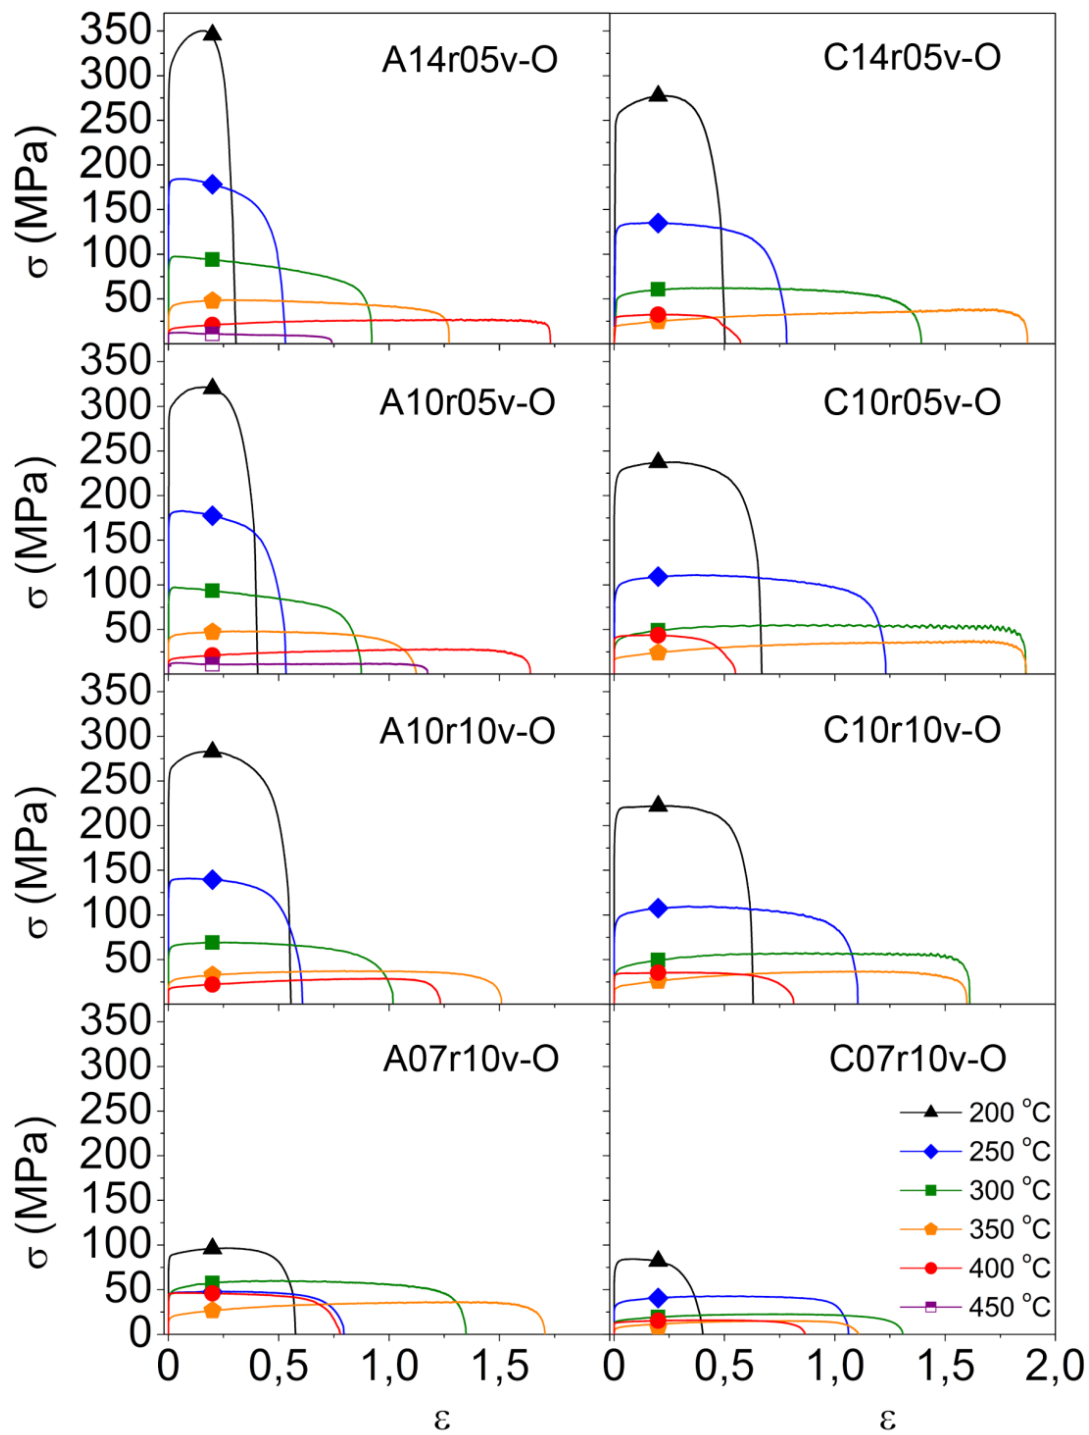 350
300
250
200
150
100
50
σ (MPa)
A14r05v-O
C14r05v-O
350
300
250
200
150
100
50
σ (MPa)
A10r05v-O
C10r05v-O
350
300
250
200
150
100
50
σ (MPa)
A10r10v-O
C10r10v-O
350
300
250
200
150
100
50
0
σ (MPa)
A07r10v-O
C07r10v-O
200 °C
250 °C
300 °C
350 °C
400 °C
450 °C
0 0,5 1,0 1,5 0 0,5 1,0 1,5 2,0
ε ε